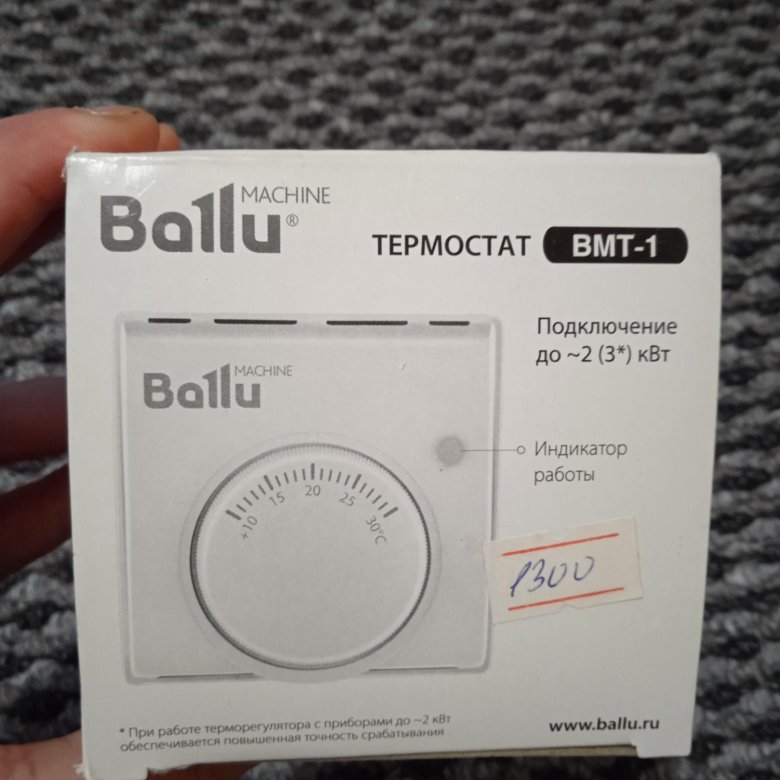 Ballu MACHINE ®
ТЕРМОСТАТ BMT-1
Подключение
до ~2 (3*) кВт
Ballu MACHINE
Индикатор
работы
+10 15 20 25 30°C
1300
* При работе терморегулятора с приборами до ~2 кВт
обеспечивается повышенная точность срабатывания
www.ballu.ru